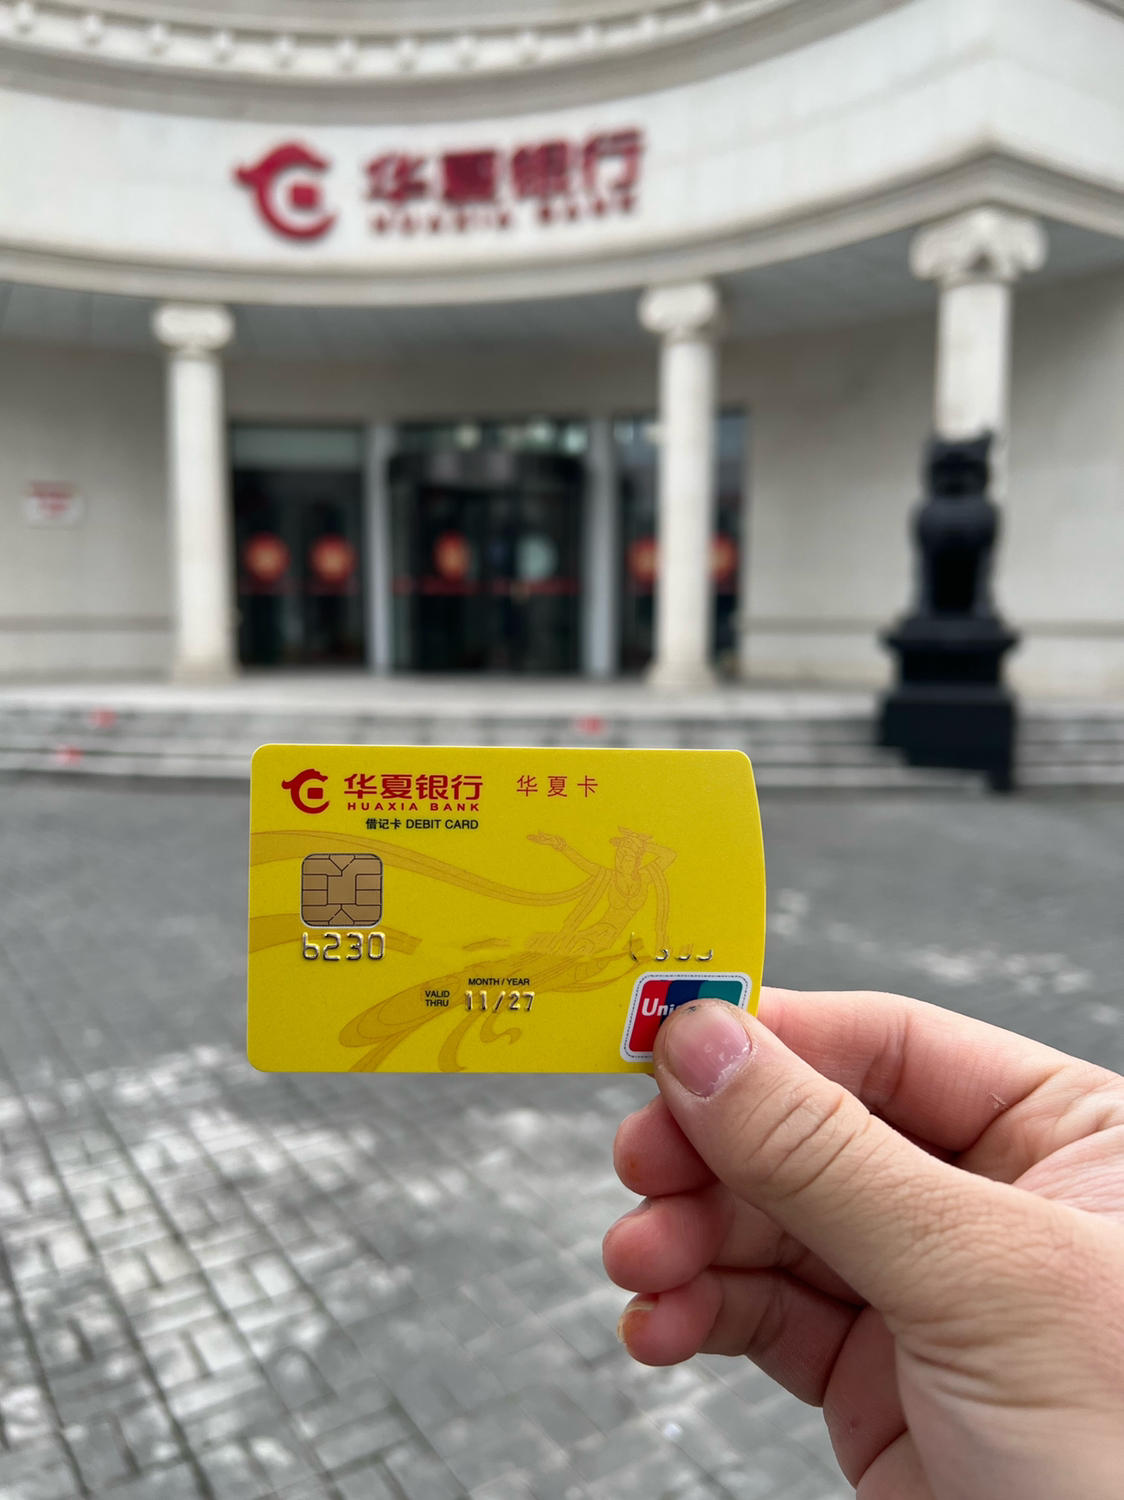 华夏银行
HUAXIA BANK
华夏银行 华夏卡
HUAXIA BANK
借记卡 DEBIT CARD
6230
MONTH / YEAR
VALID THRU 11/27